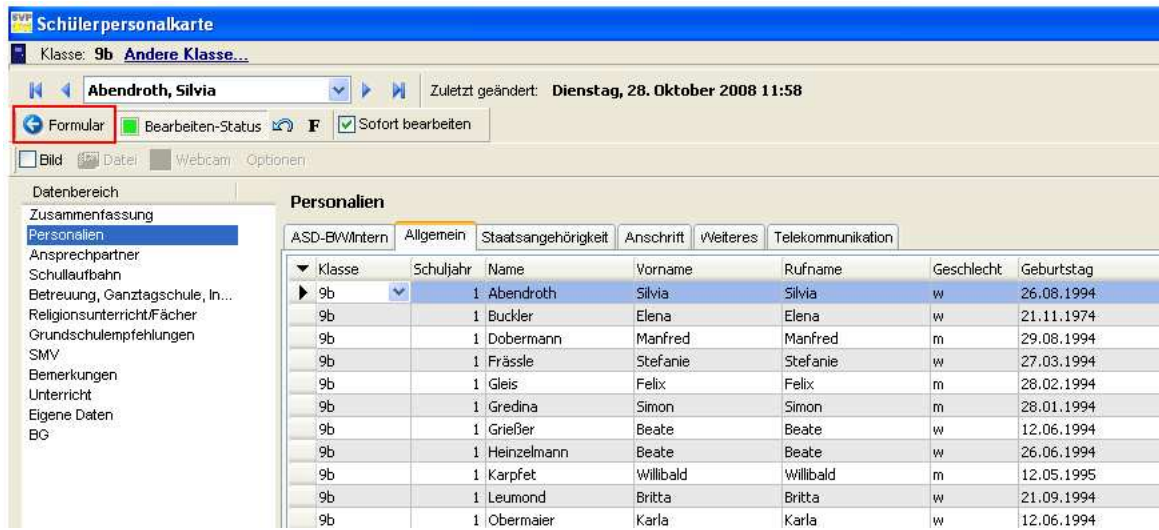 SVP Schülerpersonalkarte
Klasse: 9b Andere Klasse...
Abendroth, Silvia Zuletzt geändert: Dienstag, 28. Oktober 2008 11:58
Formular Bearbeiten-Status F Sofort bearbeiten
Bild Datei Webcam Optionen
Datenbereich
Zusammenfassung
Personalien
Ansprechpartner
Schullaufbahn
Betreuung, Ganztagschule, In...
Religionsunterricht/Fächer
Grundschulempfehlungen
SMV
Bemerkungen
Unterricht
Eigene Daten
BG
Personalien
ASD-BW/Intern Allgemein Staatsangehörigkeit Anschrift Weiteres Telekommunikation
Klasse Schuljahr Name Vorname Rufname Geschlecht Geburtstag
9b 1 Abendroth Silvia Silvia w 26.08.1994
9b 1 Buckler Elena Elena w 21.11.1974
9b 1 Dobermann Manfred Manfred m 29.08.1994
9b 1 Frässle Stefanie Stefanie w 27.03.1994
9b 1 Gleis Felix Felix m 28.02.1994
9b 1 Gredina Simon Simon m 28.01.1994
9b 1 Grießer Beate Beate w 12.06.1994
9b 1 Heinzelmann Beate Beate w 26.06.1994
9b 1 Karpfet Willibald Willibald m 12.05.1995
9b 1 Leumond Britta Britta w 21.09.1994
9b 1 Obermaier Karla Karla w 12.06.1994